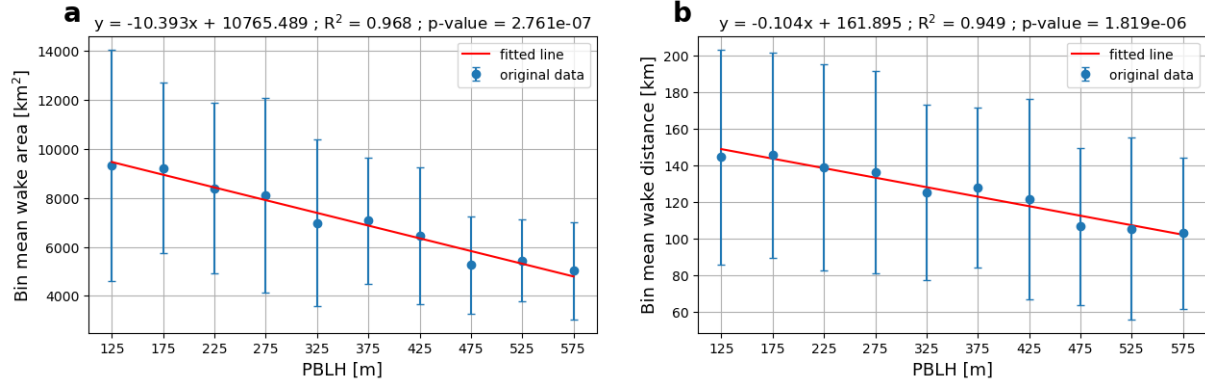 a
y = -10.393x + 10765.489 ; R² = 0.968 ; p-value = 2.761e-07
14000
12000
10000
8000
6000
4000
Bin mean wake area [km²]
fitted line
original data
125 175 225 275 325 375 425 475 525 575
PBLH [m]
b
y = -0.104x + 161.895 ; R² = 0.949 ; p-value = 1.819e-06
200
180
160
140
120
100
80
60
Bin mean wake distance [km]
fitted line
original data
125 175 225 275 325 375 425 475 525 575
PBLH [m]